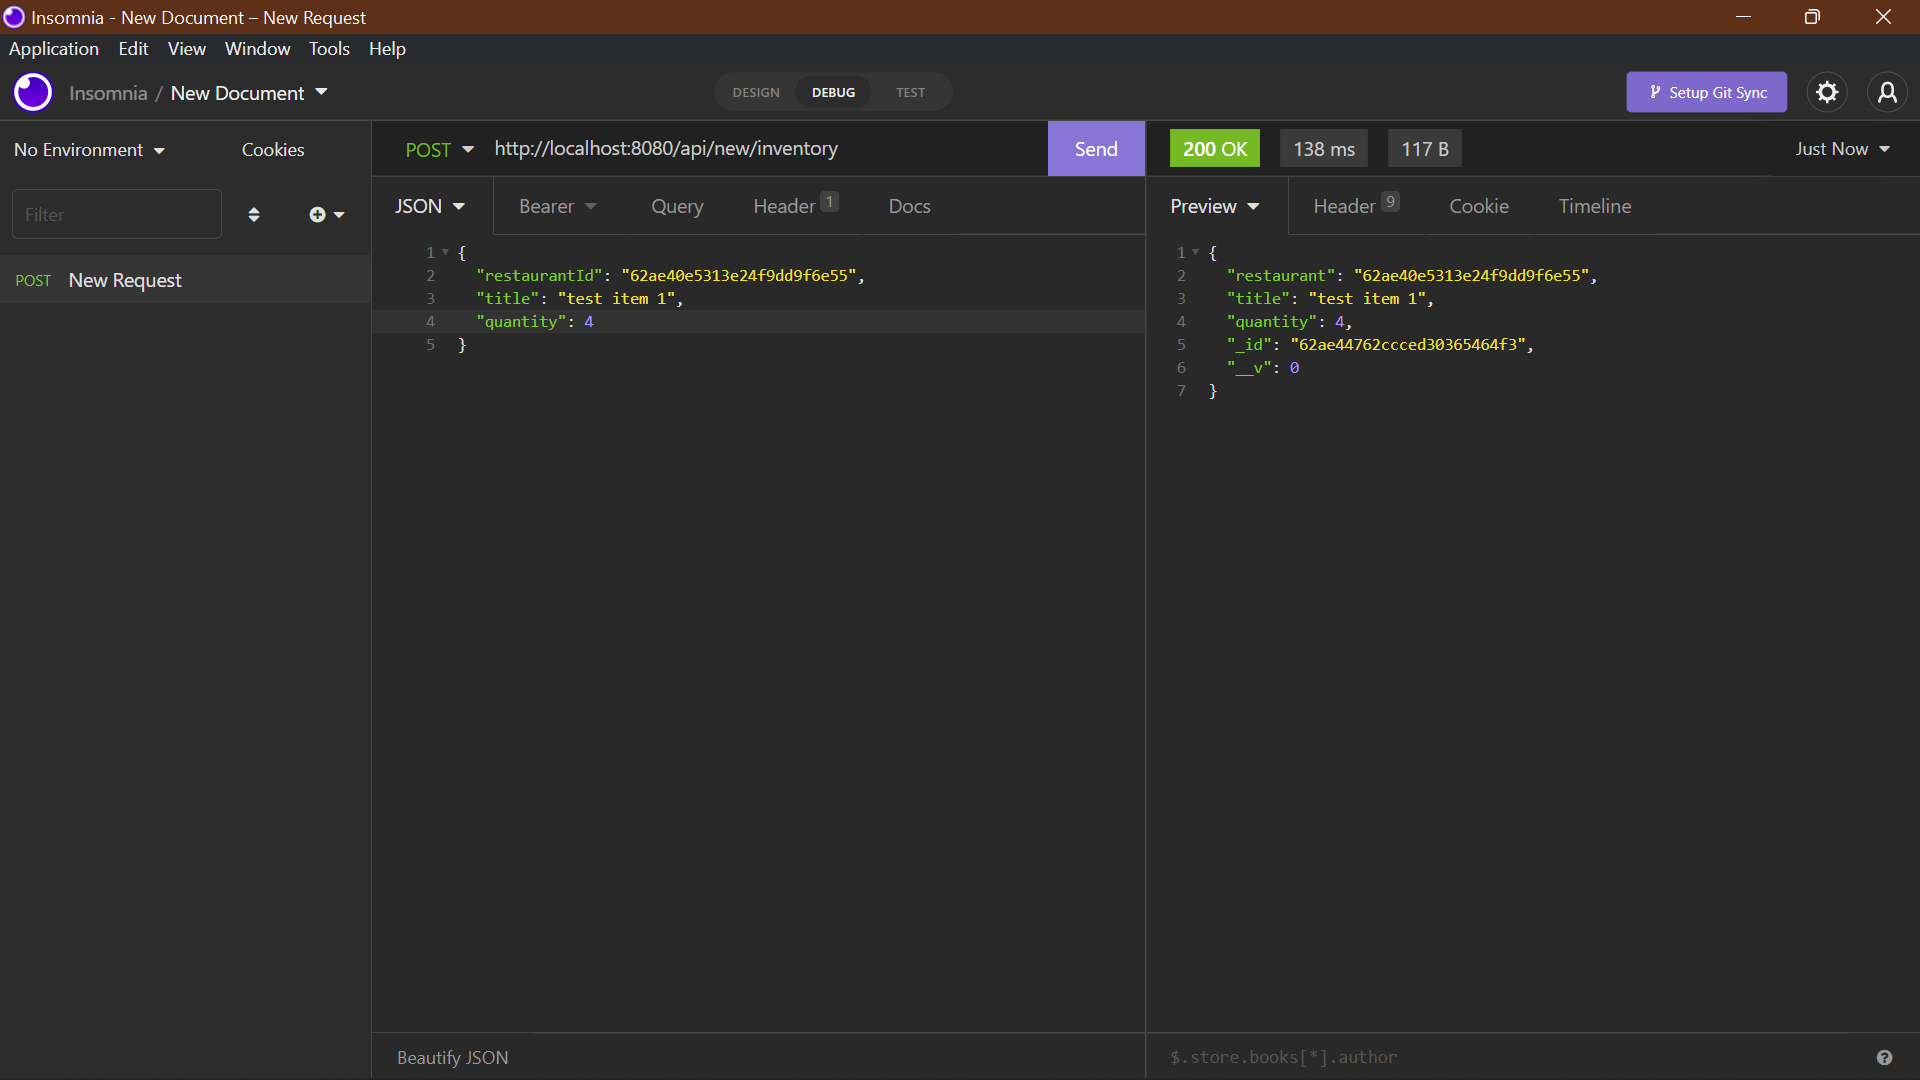 Insomnia - New Document – New Request
Application Edit View Window Tools Help
Insomnia / New Document
DESIGN DEBUG TEST
Setup Git Sync
No Environment Cookies
POST http://localhost:8080/api/new/inventory Send
200 OK 138 ms 117 B Just Now
Filter
POST New Request
JSON Bearer Query Header 1 Docs
1 {
2 "restaurantId": "62ae40e5313e24f9dd9f6e55",
3 "title": "test item 1",
4 "quantity": 4
5 }
Beautify JSON
Preview Header 9 Cookie Timeline
1 {
2 "restaurant": "62ae40e5313e24f9dd9f6e55",
3 "title": "test item 1",
4 "quantity": 4,
5 "_id": "62ae44762ccced30365464f3",
6 "__v": 0
7 }
$.store.books[*].author